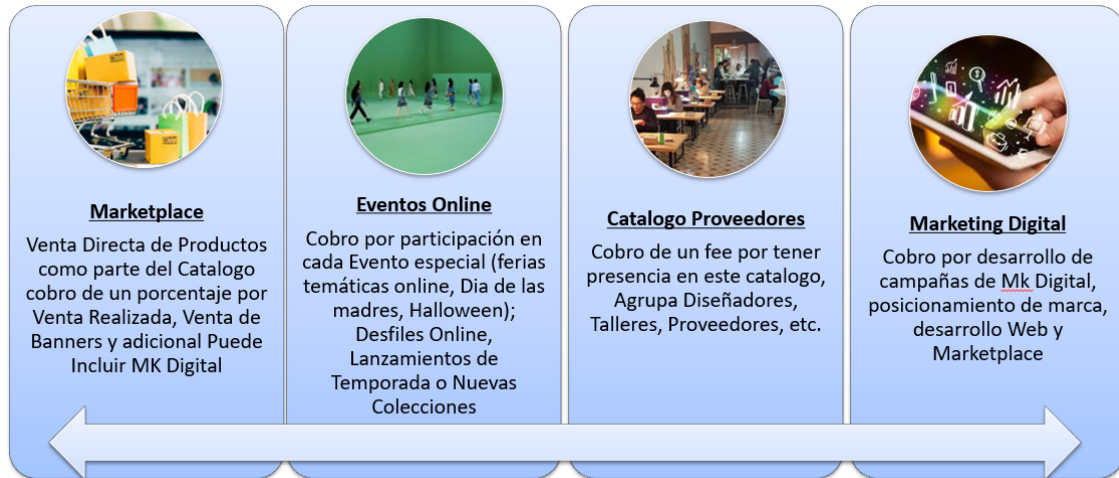 Marketplace
Venta Directa de Productos
como parte del Catalogo
cobro de un porcentaje por
Venta Realizada, Venta de
Banners y adicional Puede
Incluir MK Digital
Eventos Online
Cobro por participación en
cada Evento especial (ferias
temáticas online, Dia de las
madres, Halloween);
Desfiles Online,
Lanzamientos de
Temporada o Nuevas
Colecciones
Catalogo Proveedores
Cobro de un fee por tener
presencia en este catalogo,
Agrupa Diseñadores,
Talleres, Proveedores, etc.
Marketing Digital
Cobro por desarrollo de
campañas de Mk Digital,
posicionamiento de marca,
desarrollo Web y
Marketplace